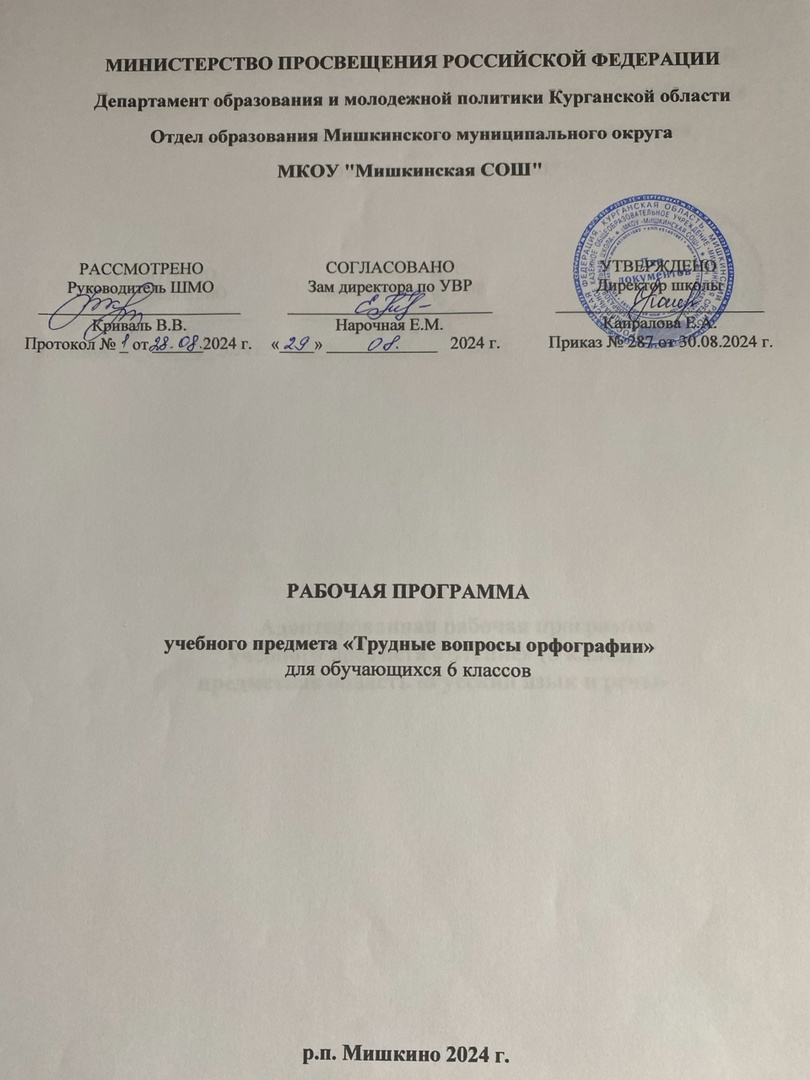 МИНИСТЕРСТВО ПРОСВЕЩЕНИЯ РОССИЙСКОЙ ФЕДЕРАЦИИ
Департамент образования и молодежной политики Курганской области
Отдел образования Мишкинского муниципального округа
МКОУ "Мишкинская СОШ"
РАССМОТРЕНО
Руководитель ШМО
Криваль В.В.
Протокол № 1 от 28.08.2024 г.
СОГЛАСОВАНО
Зам директора по УВР
Нарочная Е.М.
« 29 » 08. 2024 г.
УТВЕРЖДЕНО
Директор школы
Капралова Е.А.
Приказ № 287 от 30.08.2024 г.
ДОКУМЕНТОВ
РАБОЧАЯ ПРОГРАММА
учебного предмета «Трудные вопросы орфографии»
для обучающихся 6 классов
р.п. Мишкино 2024 г.